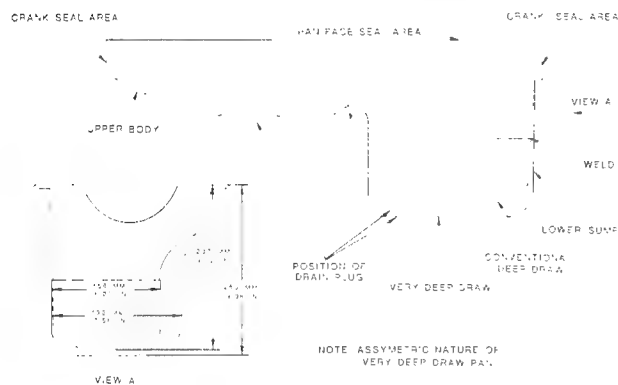 CRANK SEAL AREA
CRANK SEAL AREA
PAN FACE SEAL AREA
VIEW A
UPPER BODY
WELD
LOWER SUMP
CONVENTIONAL
DEEP DRAW
POSITION OF
DRAIN PLUG
VERY DEEP DRAW
NOTE ASSYMETRIC NATURE OF
VERY DEEP DRAW PAN
VIEW A